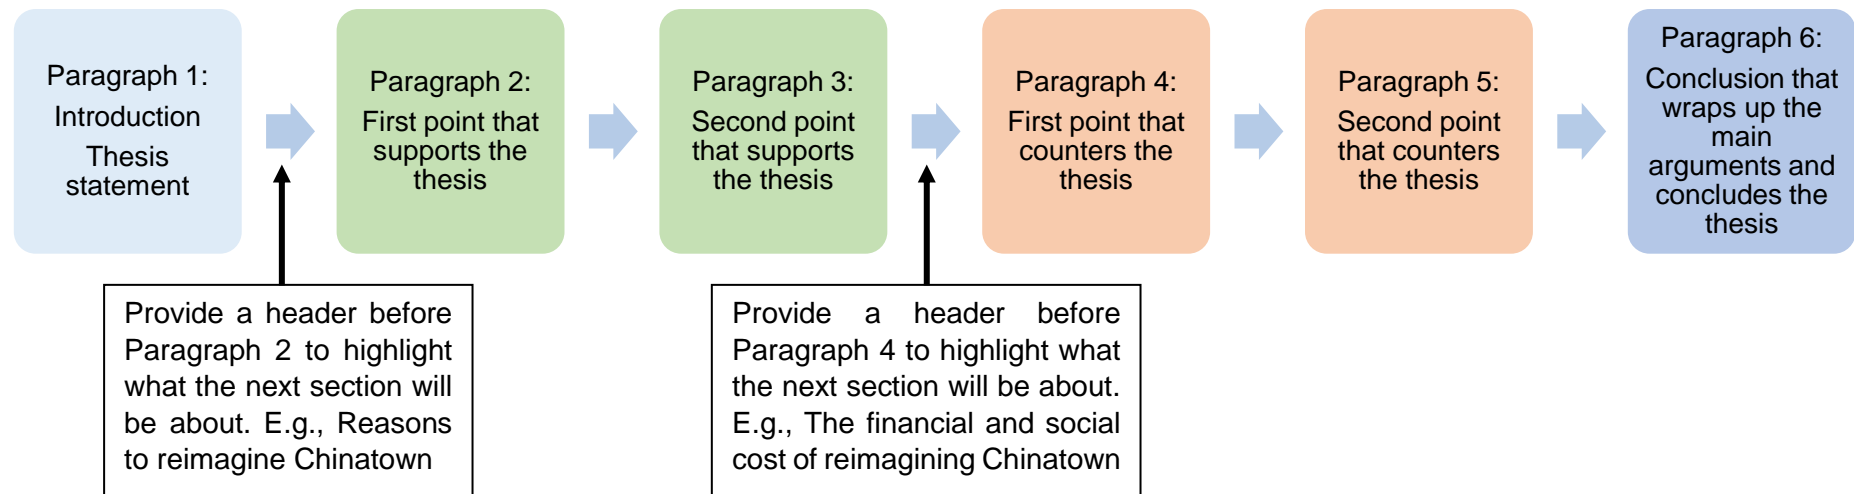 Paragraph 1:
Introduction
Thesis
statement
Paragraph 2:
First point that
supports the
thesis
Paragraph 3:
Second point
that supports
the thesis
Paragraph 4:
First point that
counters the
thesis
Paragraph 5:
Second point
that counters
the thesis
Paragraph 6:
Conclusion that
wraps up the
main
arguments and
concludes the
thesis
Provide a header before
Paragraph 2 to highlight
what the next section will
be about. E.g., Reasons
to reimagine Chinatown
Provide a header before
Paragraph 4 to highlight what
the next section will be about.
E.g., The financial and social
cost of reimagining Chinatown